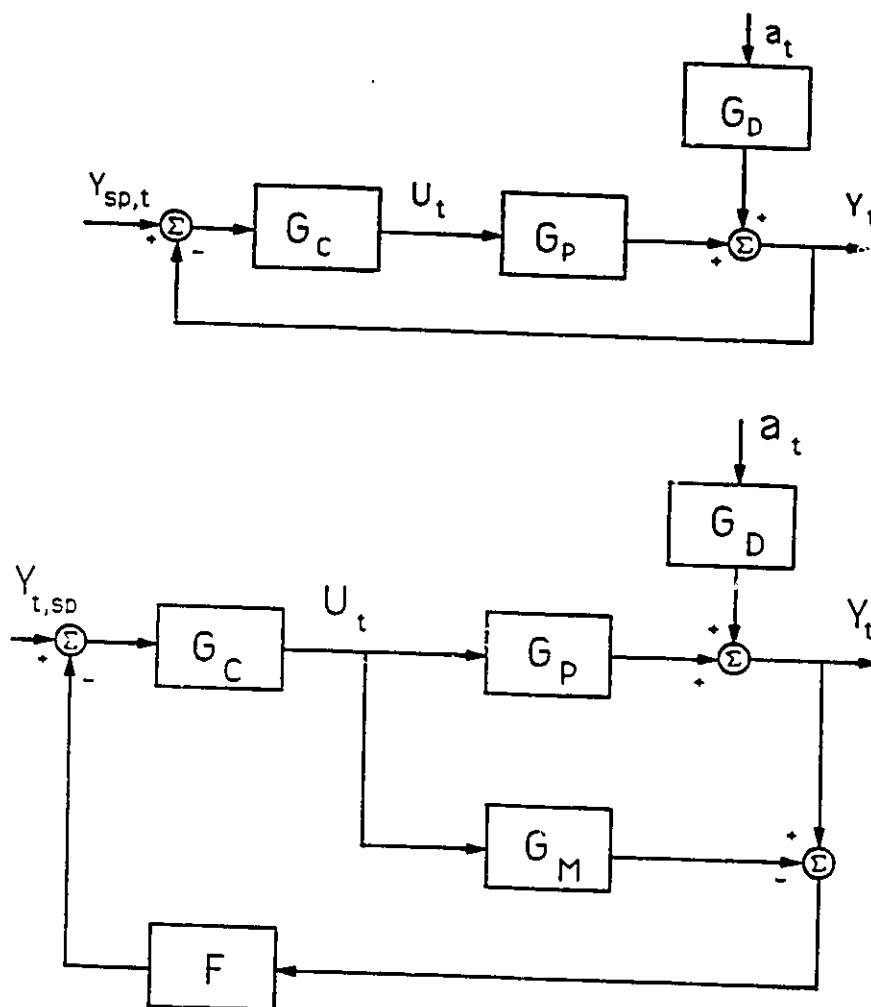 a_t
G_D
Y_sp,t
Σ
+
-
G_C
U_t
G_P
+
+
Σ
Y_t
a_t
G_D
Y_t,sp
Σ
+
-
G_C
U_t
G_P
+
+
Σ
Y_t
G_M
+
-
Σ
F